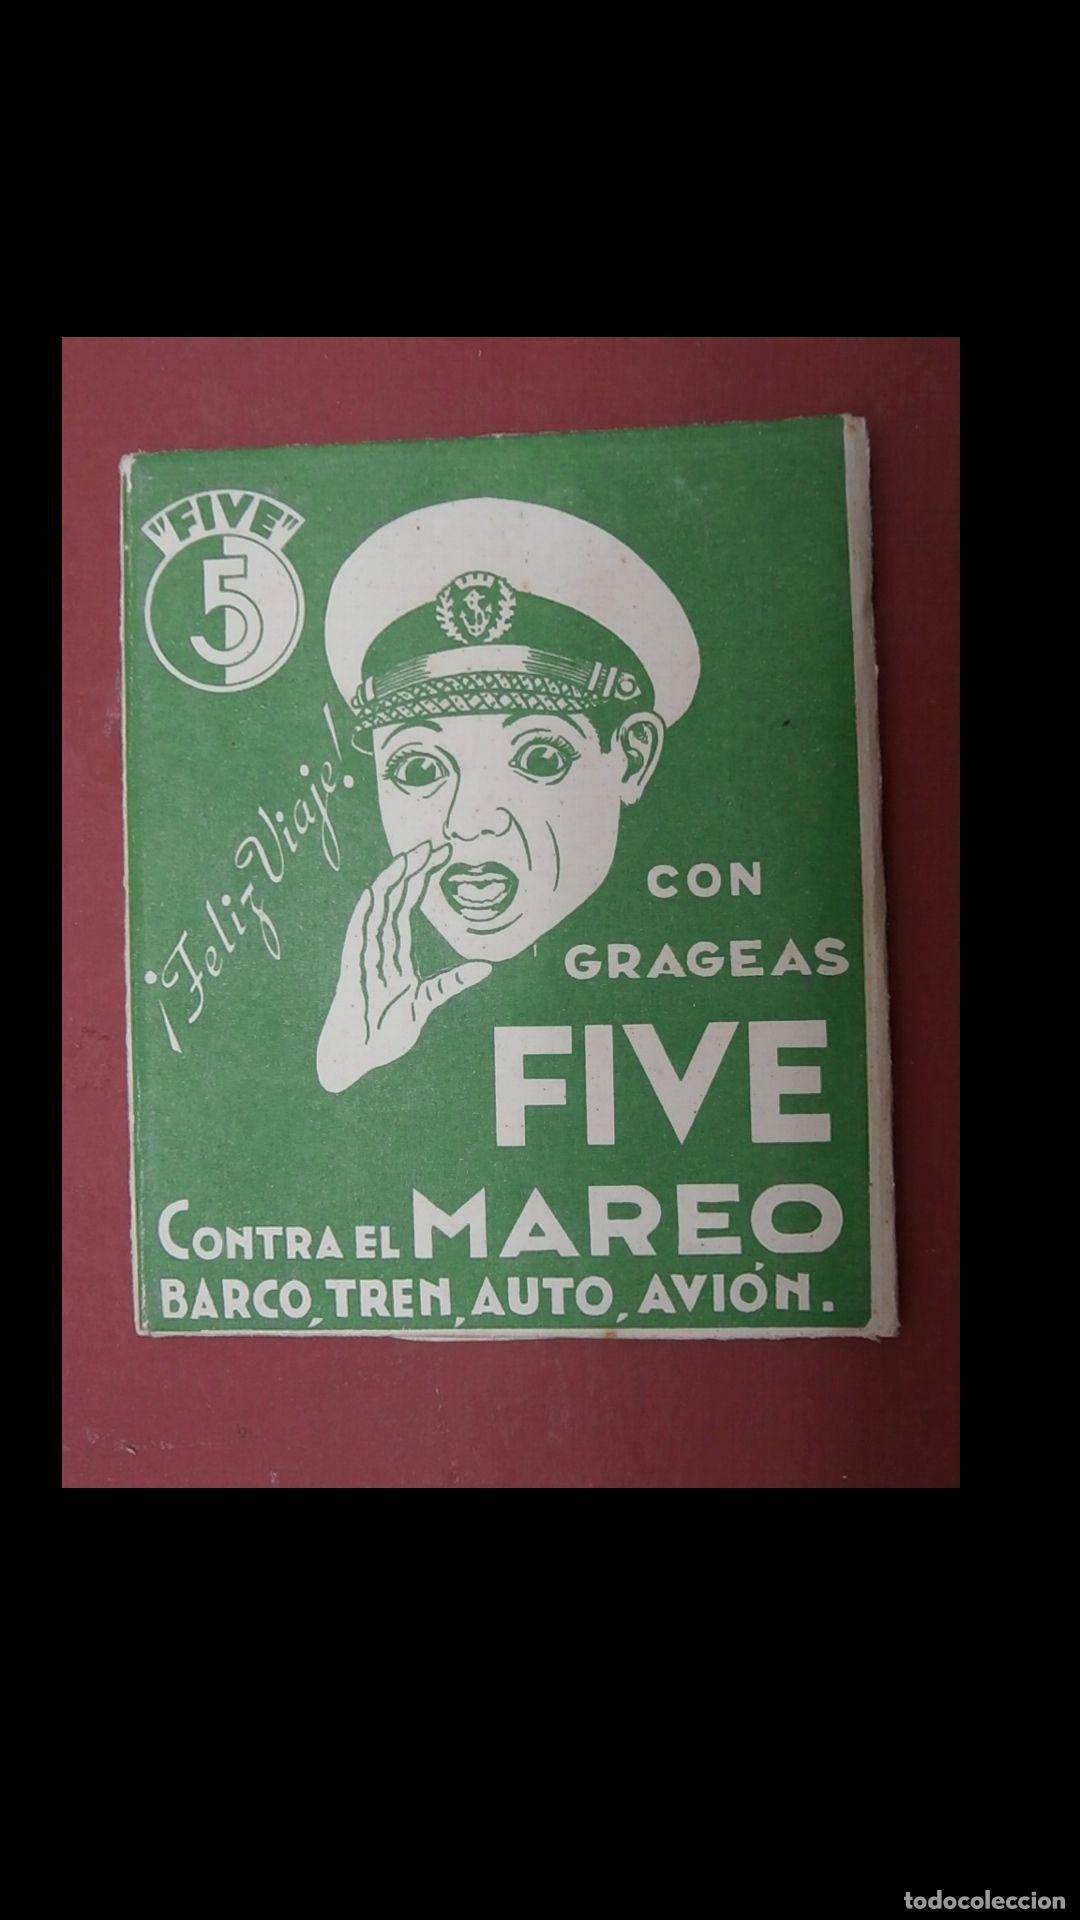 "FIVE"
5
¡Feliz Viaje!
CON
GRAGEAS
FIVE
CONTRA EL MAREO
BARCO, TREN, AUTO, AVIÓN.
todocoleccion